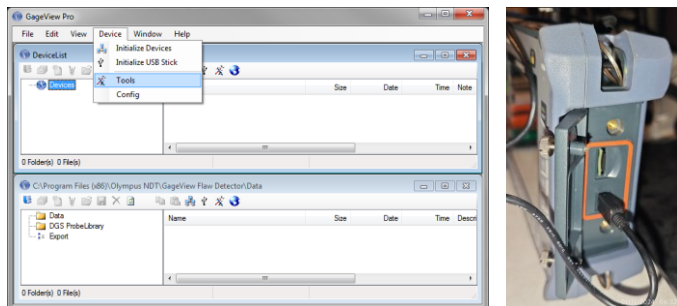 GageView Pro
File Edit View Device Window Help
Initialize Devices
Initialize USB Stick
Tools
Config
DeviceList
Devices
Size Date Time Note
0 Folder(s) 0 File(s)
C:\Program Files (x86)\Olympus NDT\GageView Flaw Detector\Data
Data
DGS ProbeLibrary
Export
Name Size Date Time Descri
0 Folder(s) 0 File(s)